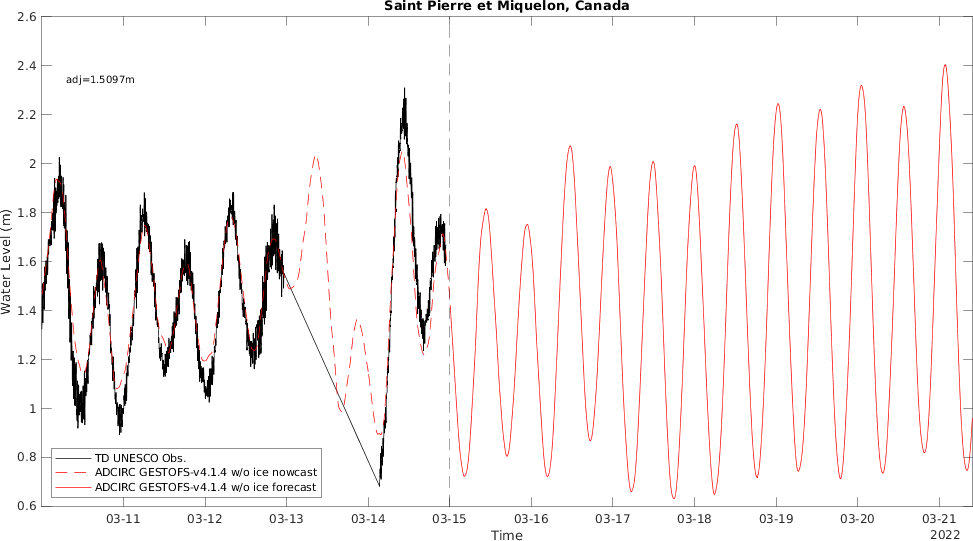 Saint Pierre et Miquelon, Canada
2.6
2.4
2.2
2
1.8
1.6
1.4
1.2
1
0.8
0.6
Water Level (m)
adj=1.5097m
TD UNESCO Obs.
ADCIRC GESTOFS-v4.1.4 w/o ice nowcast
ADCIRC GESTOFS-v4.1.4 w/o ice forecast
03-11 03-12 03-13 03-14 03-15 03-16 03-17 03-18 03-19 03-20 03-21
Time
2022